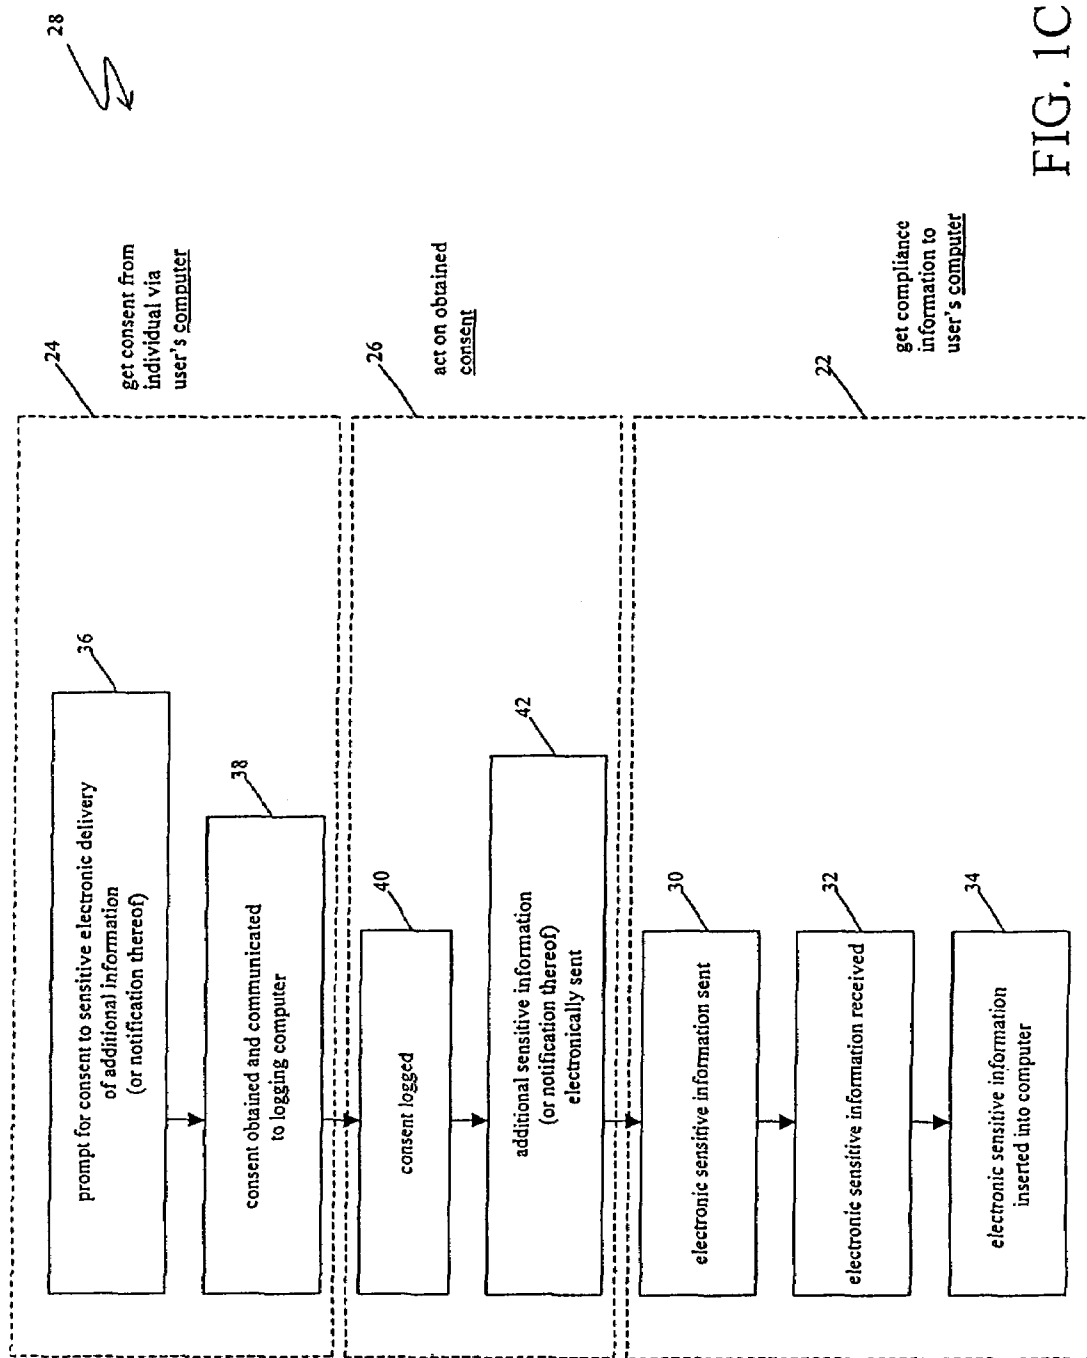 28
24
get consent from
individual via
user's computer
36
prompt for consent to sensitive electronic delivery
of additional information
(or notification thereof)
38
consent obtained and communicated
to logging computer
26
act on obtained
consent
40
consent logged
42
additional sensitive information
(or notification thereof)
electronically sent
22
get compliance
information to
user's computer
30
electronic sensitive information sent
32
electronic sensitive information received
34
electronic sensitive information
inserted into computer
FIG. 1C